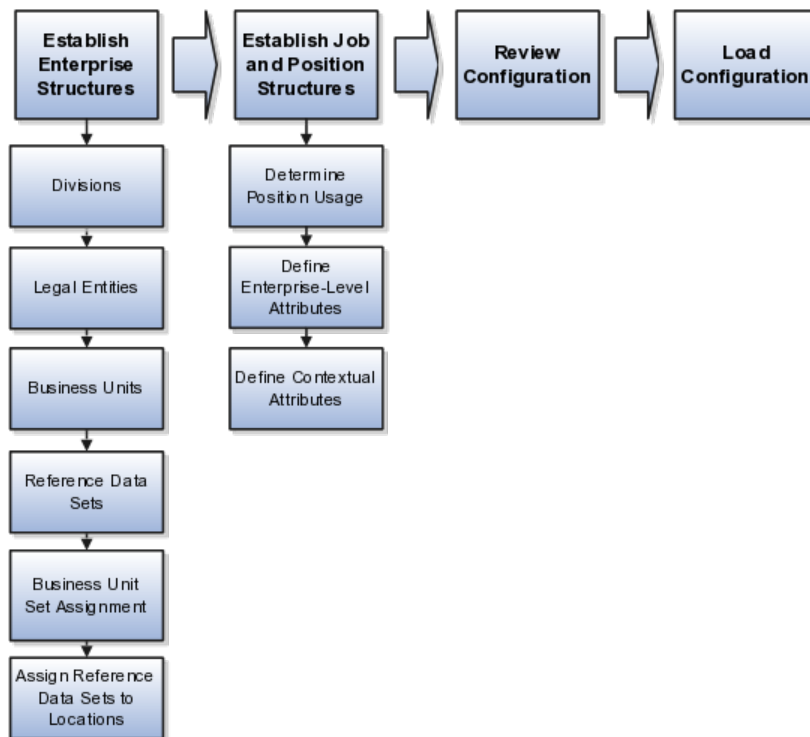 Establish
Enterprise
Structures
Establish Job
and Position
Structures
Review
Configuration
Load
Configuration
Divisions
Legal Entities
Business Units
Reference Data
Sets
Business Unit
Set Assignment
Assign Reference
Data Sets to
Locations
Determine
Position Usage
Define
Enterprise-Level
Attributes
Define Contextual
Attributes